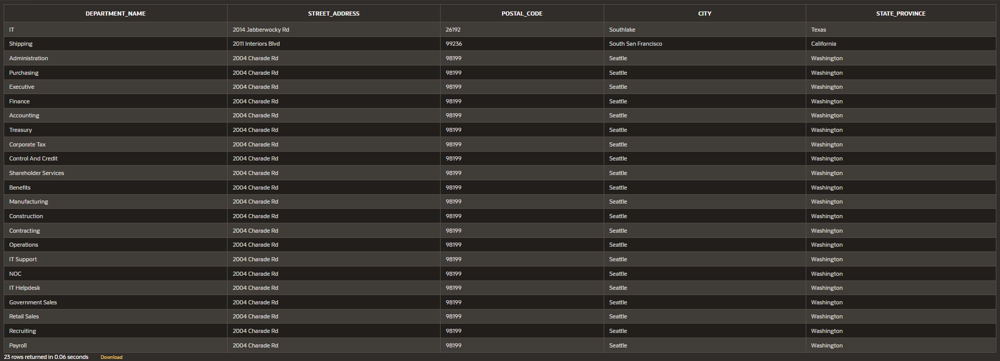 DEPARTMENT_NAME STREET_ADDRESS POSTAL_CODE CITY STATE_PROVINCE
IT 2014 Jabberwocky Rd 26192 Southlake Texas
Shipping 2011 Interiors Blvd 99236 South San Francisco California
Administration 2004 Charade Rd 98199 Seattle Washington
Purchasing 2004 Charade Rd 98199 Seattle Washington
Executive 2004 Charade Rd 98199 Seattle Washington
Finance 2004 Charade Rd 98199 Seattle Washington
Accounting 2004 Charade Rd 98199 Seattle Washington
Treasury 2004 Charade Rd 98199 Seattle Washington
Corporate Tax 2004 Charade Rd 98199 Seattle Washington
Control And Credit 2004 Charade Rd 98199 Seattle Washington
Shareholder Services 2004 Charade Rd 98199 Seattle Washington
Benefits 2004 Charade Rd 98199 Seattle Washington
Manufacturing 2004 Charade Rd 98199 Seattle Washington
Construction 2004 Charade Rd 98199 Seattle Washington
Contracting 2004 Charade Rd 98199 Seattle Washington
Operations 2004 Charade Rd 98199 Seattle Washington
IT Support 2004 Charade Rd 98199 Seattle Washington
NOC 2004 Charade Rd 98199 Seattle Washington
IT Helpdesk 2004 Charade Rd 98199 Seattle Washington
Government Sales 2004 Charade Rd 98199 Seattle Washington
Retail Sales 2004 Charade Rd 98199 Seattle Washington
Recruiting 2004 Charade Rd 98199 Seattle Washington
Payroll 2004 Charade Rd 98199 Seattle Washington
23 rows returned in 0.06 seconds Download